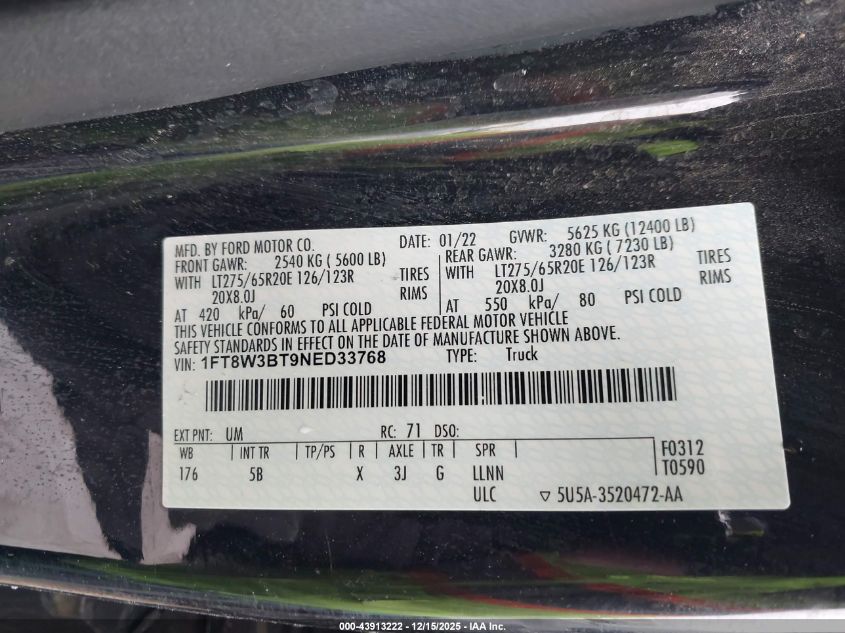 MFD. BY FORD MOTOR CO. DATE: 01/22 GVWR: 5625 KG (12400 LB)
FRONT GAWR: 2540 KG ( 5600 LB) REAR GAWR: 3280 KG ( 7230 LB)
WITH LT275/65R20E 126/123R TIRES WITH LT275/65R20E 126/123R TIRES
20X8.0J RIMS 20X8.0J RIMS
AT 420 kPa/ 60 PSI COLD AT 550 kPa/ 80 PSI COLD
THIS VEHICLE CONFORMS TO ALL APPLICABLE FEDERAL MOTOR VEHICLE
SAFETY STANDARDS IN EFFECT ON THE DATE OF MANUFACTURE SHOWN ABOVE.
VIN: 1FT8W3BT9NED33768 TYPE: Truck
EXT PNT: UM RC: 71 DSO:
WB INT TR TP/PS R AXLE TR SPR F0312
176 5B X 3J G LLNN T0590
ULC ▽ 5U5A-3520472-AA
000-43913222 - 12/15/2025 - IAA Inc.